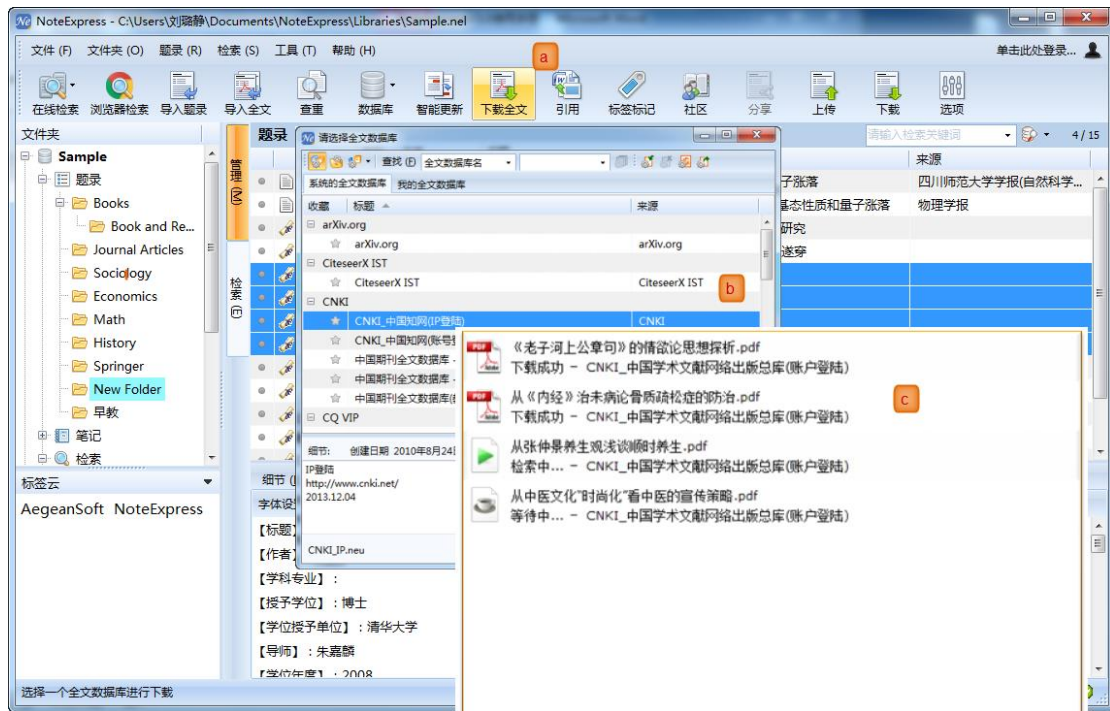 NoteExpress - C:\Users\刘璐静\Documents\NoteExpress\Libraries\Sample.nel
文件 (F) 文件夹 (O) 题录 (R) 检索 (S) 工具 (T) 帮助 (H) 单击此处登录...
a
在线检索 浏览器检索 导入题录 导入全文 查重 数据库 智能更新 下载全文 引用 标签标记 社区 分享 上传 下载 选项
文件夹
题录
请输入检索关键词
4 / 15
Sample
题录
Books
Book and Re...
Journal Articles
Sociology
Economics
Math
History
Springer
New Folder
早教
笔记
检索
标签云
AegeanSoft NoteExpress
管理 (M)
检索 (E)
请选择全文数据库
查找 (F) 全文数据库名
系统的全文数据库 我的全文数据库
收藏 标题 来源
arXiv.org
arXiv.org arXiv.org
CiteseerX IST
CiteseerX IST CiteseerX IST
b
CNKI
CNKI_中国知网(IP登陆) CNKI
CNKI_中国知网(账号
中国期刊全文数据库 -
中国期刊全文数据库 -
中国期刊全文数据库(
CQ VIP
细节: 创建日期 2010年8月24
IP登陆
http://www.cnki.net/
2013.12.04
CNKI_IP.neu
来源
子涨落 四川师范大学学报(自然科学...
基态性质和量子涨落 物理学报
研究
隧穿
《老子河上公章句》的情欲论思想探析.pdf
下载成功 - CNKI_中国学术文献网络出版总库(账户登陆)
从《内经》治未病论骨质疏松症的防治.pdf
下载成功 - CNKI_中国学术文献网络出版总库(账户登陆)
c
从张仲景养生观浅谈顺时养生.pdf
检索中... - CNKI_中国学术文献网络出版总库(账户登陆)
从中医文化"时尚化"看中医的宣传策略.pdf
等待中... - CNKI_中国学术文献网络出版总库(账户登陆)
细节
字体设
【标题
【作者
【学科专业】:
【授予学位】:博士
【学位授予单位】:清华大学
【导师】:朱嘉麟
【学位年度】:2008
选择一个全文数据库进行下载